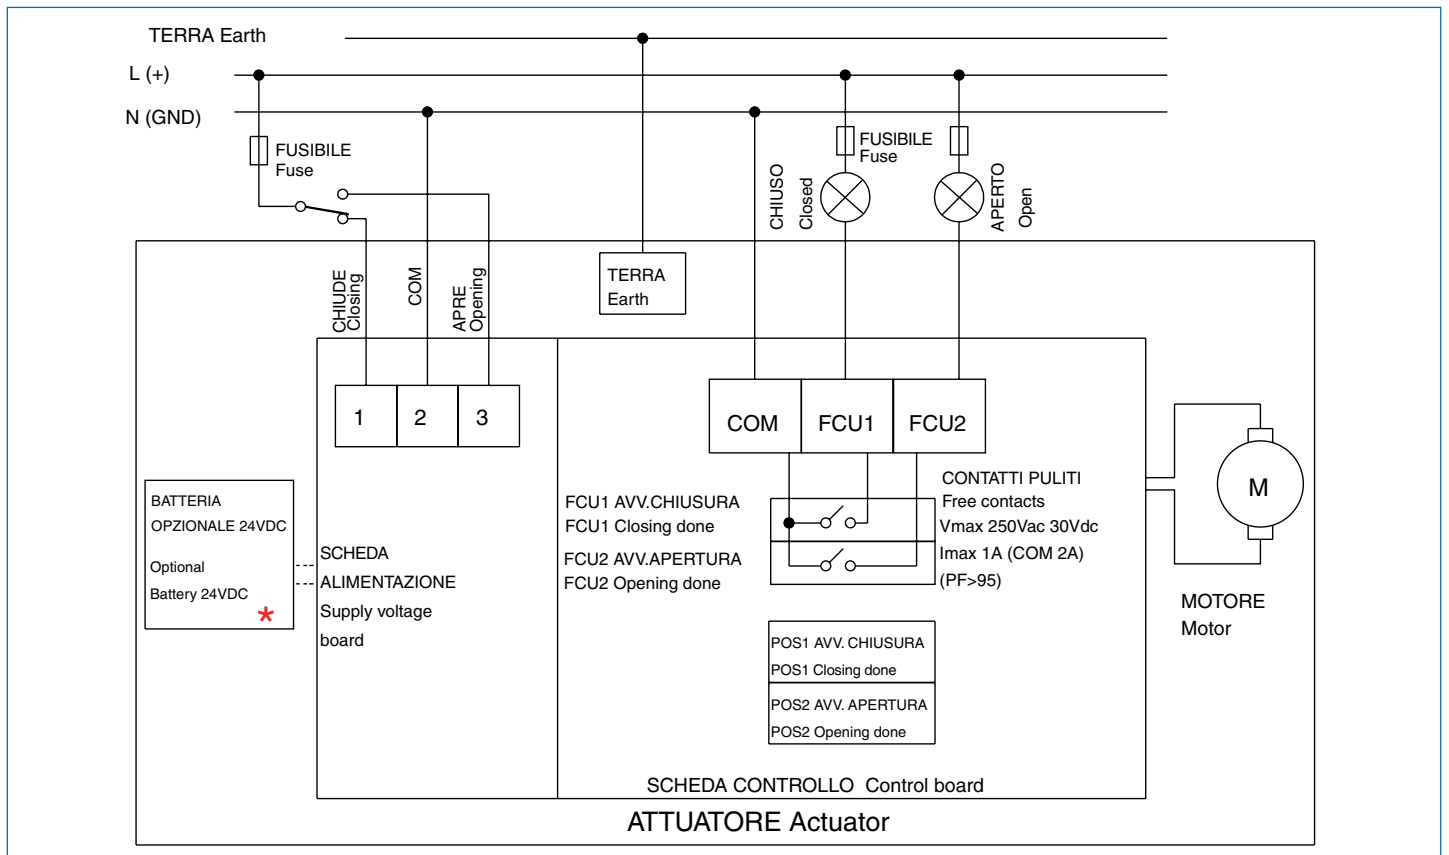 TERRA Earth
L (+)
N (GND)
FUSIBILE
Fuse
FUSIBILE
Fuse
CHIUSO
Closed
APERTO
Open
CHIUDE
Closing
COM
APRE
Opening
TERRA
Earth
1
2
3
COM
FCU1
FCU2
BATTERIA
OPZIONALE 24VDC
Optional
Battery 24VDC
*
SCHEDA
ALIMENTAZIONE
Supply voltage
board
FCU1 AVV.CHIUSURA
FCU1 Closing done
FCU2 AVV.APERTURA
FCU2 Opening done
CONTATTI PULITI
Free contacts
Vmax 250Vac 30Vdc
Imax 1A (COM 2A)
(PF>95)
M
MOTORE
Motor
POS1 AVV. CHIUSURA
POS1 Closing done
POS2 AVV. APERTURA
POS2 Opening done
SCHEDA CONTROLLO Control board
ATTUATORE Actuator